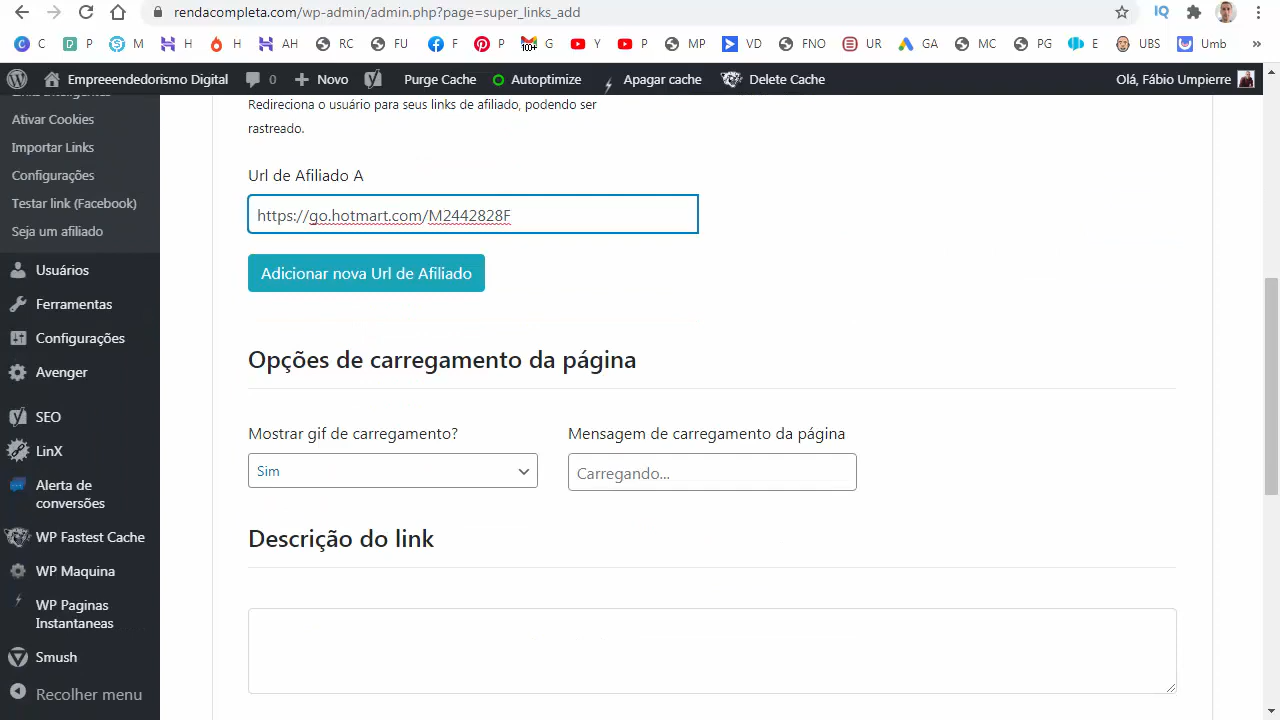 rendacompleta.com/wp-admin/admin.php?page=super_links_add
C P M H H AH RC FU F P 10+ G Y P MP VD FNO UR GA MC PG E UBS Umb »
Empreeendedorismo Digital 0 Novo Purge Cache Autoptimize Apagar cache Delete Cache Olá, Fábio Umpierre
Links Inteligentes
Ativar Cookies
Importar Links
Configurações
Testar link (Facebook)
Seja um afiliado
Usuários
Ferramentas
Configurações
Avenger
SEO
LinX
Alerta de
conversões
WP Fastest Cache
WP Maquina
WP Paginas
Instantaneas
Smush
Recolher menu
Redireciona o usuário para seus links de afiliado, podendo ser
rastreado.
Url de Afiliado A
https://go.hotmart.com/M2442828F
Adicionar nova Url de Afiliado
Opções de carregamento da página
Mostrar gif de carregamento? Mensagem de carregamento da página
Sim Carregando...
Descrição do link